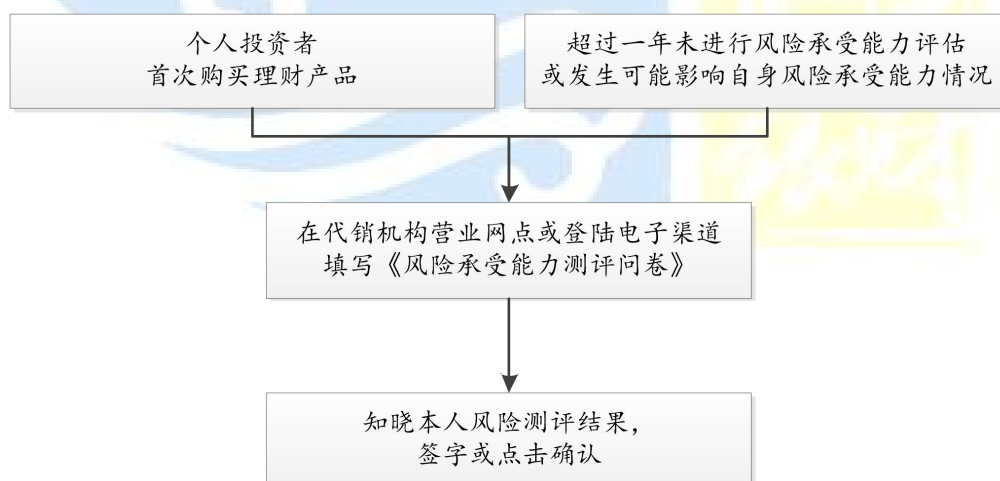 个人投资者
首次购买理财产品
超过一年未进行风险承受能力评估
或发生可能影响自身风险承受能力情况
在代销机构营业网点或登陆电子渠道
填写《风险承受能力测评问卷》
知晓本人风险测评结果，
签字或点击确认